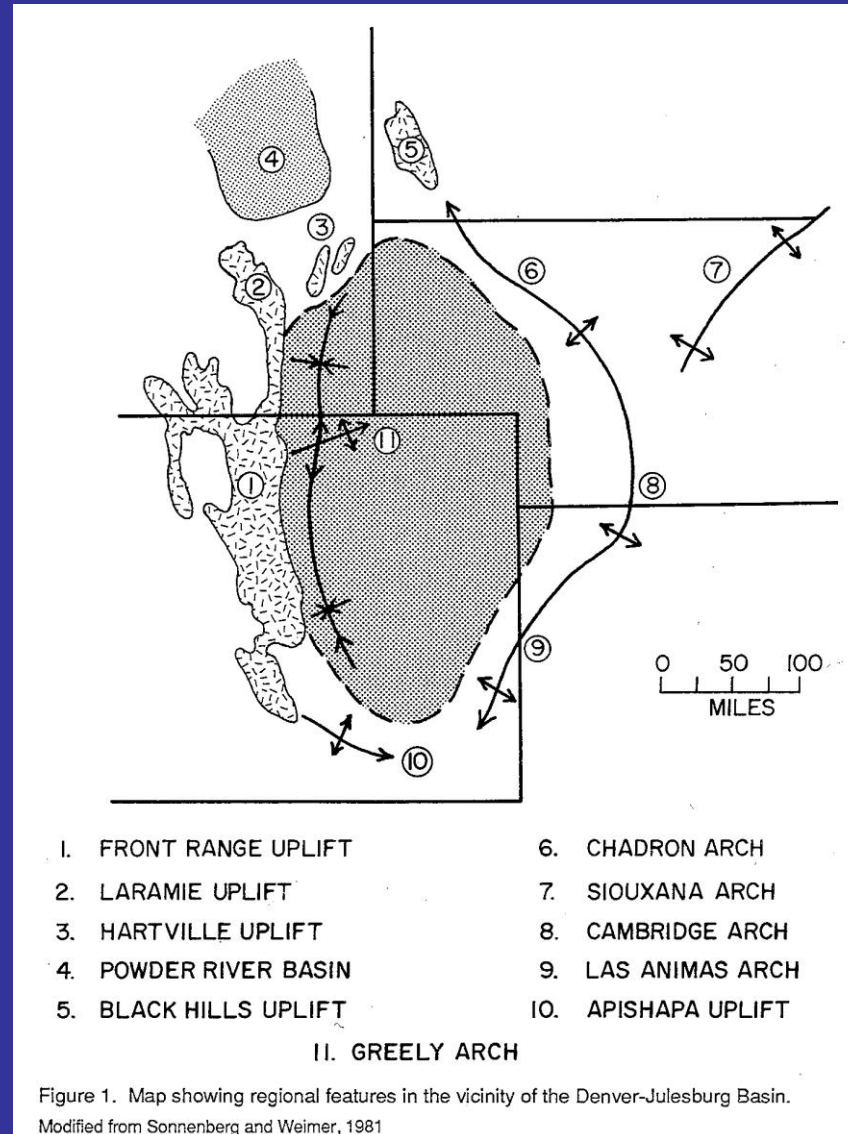 4
5
3
6
7
2
11
1
8
9
0 50 100
MILES
10
1. FRONT RANGE UPLIFT
2. LARAMIE UPLIFT
3. HARTVILLE UPLIFT
4. POWDER RIVER BASIN
5. BLACK HILLS UPLIFT
6. CHADRON ARCH
7. SIOUXANA ARCH
8. CAMBRIDGE ARCH
9. LAS ANIMAS ARCH
10. APISHAPA UPLIFT
11. GREELY ARCH
Figure 1. Map showing regional features in the vicinity of the Denver-Julesburg Basin.
Modified from Sonnenberg and Weimer, 1981